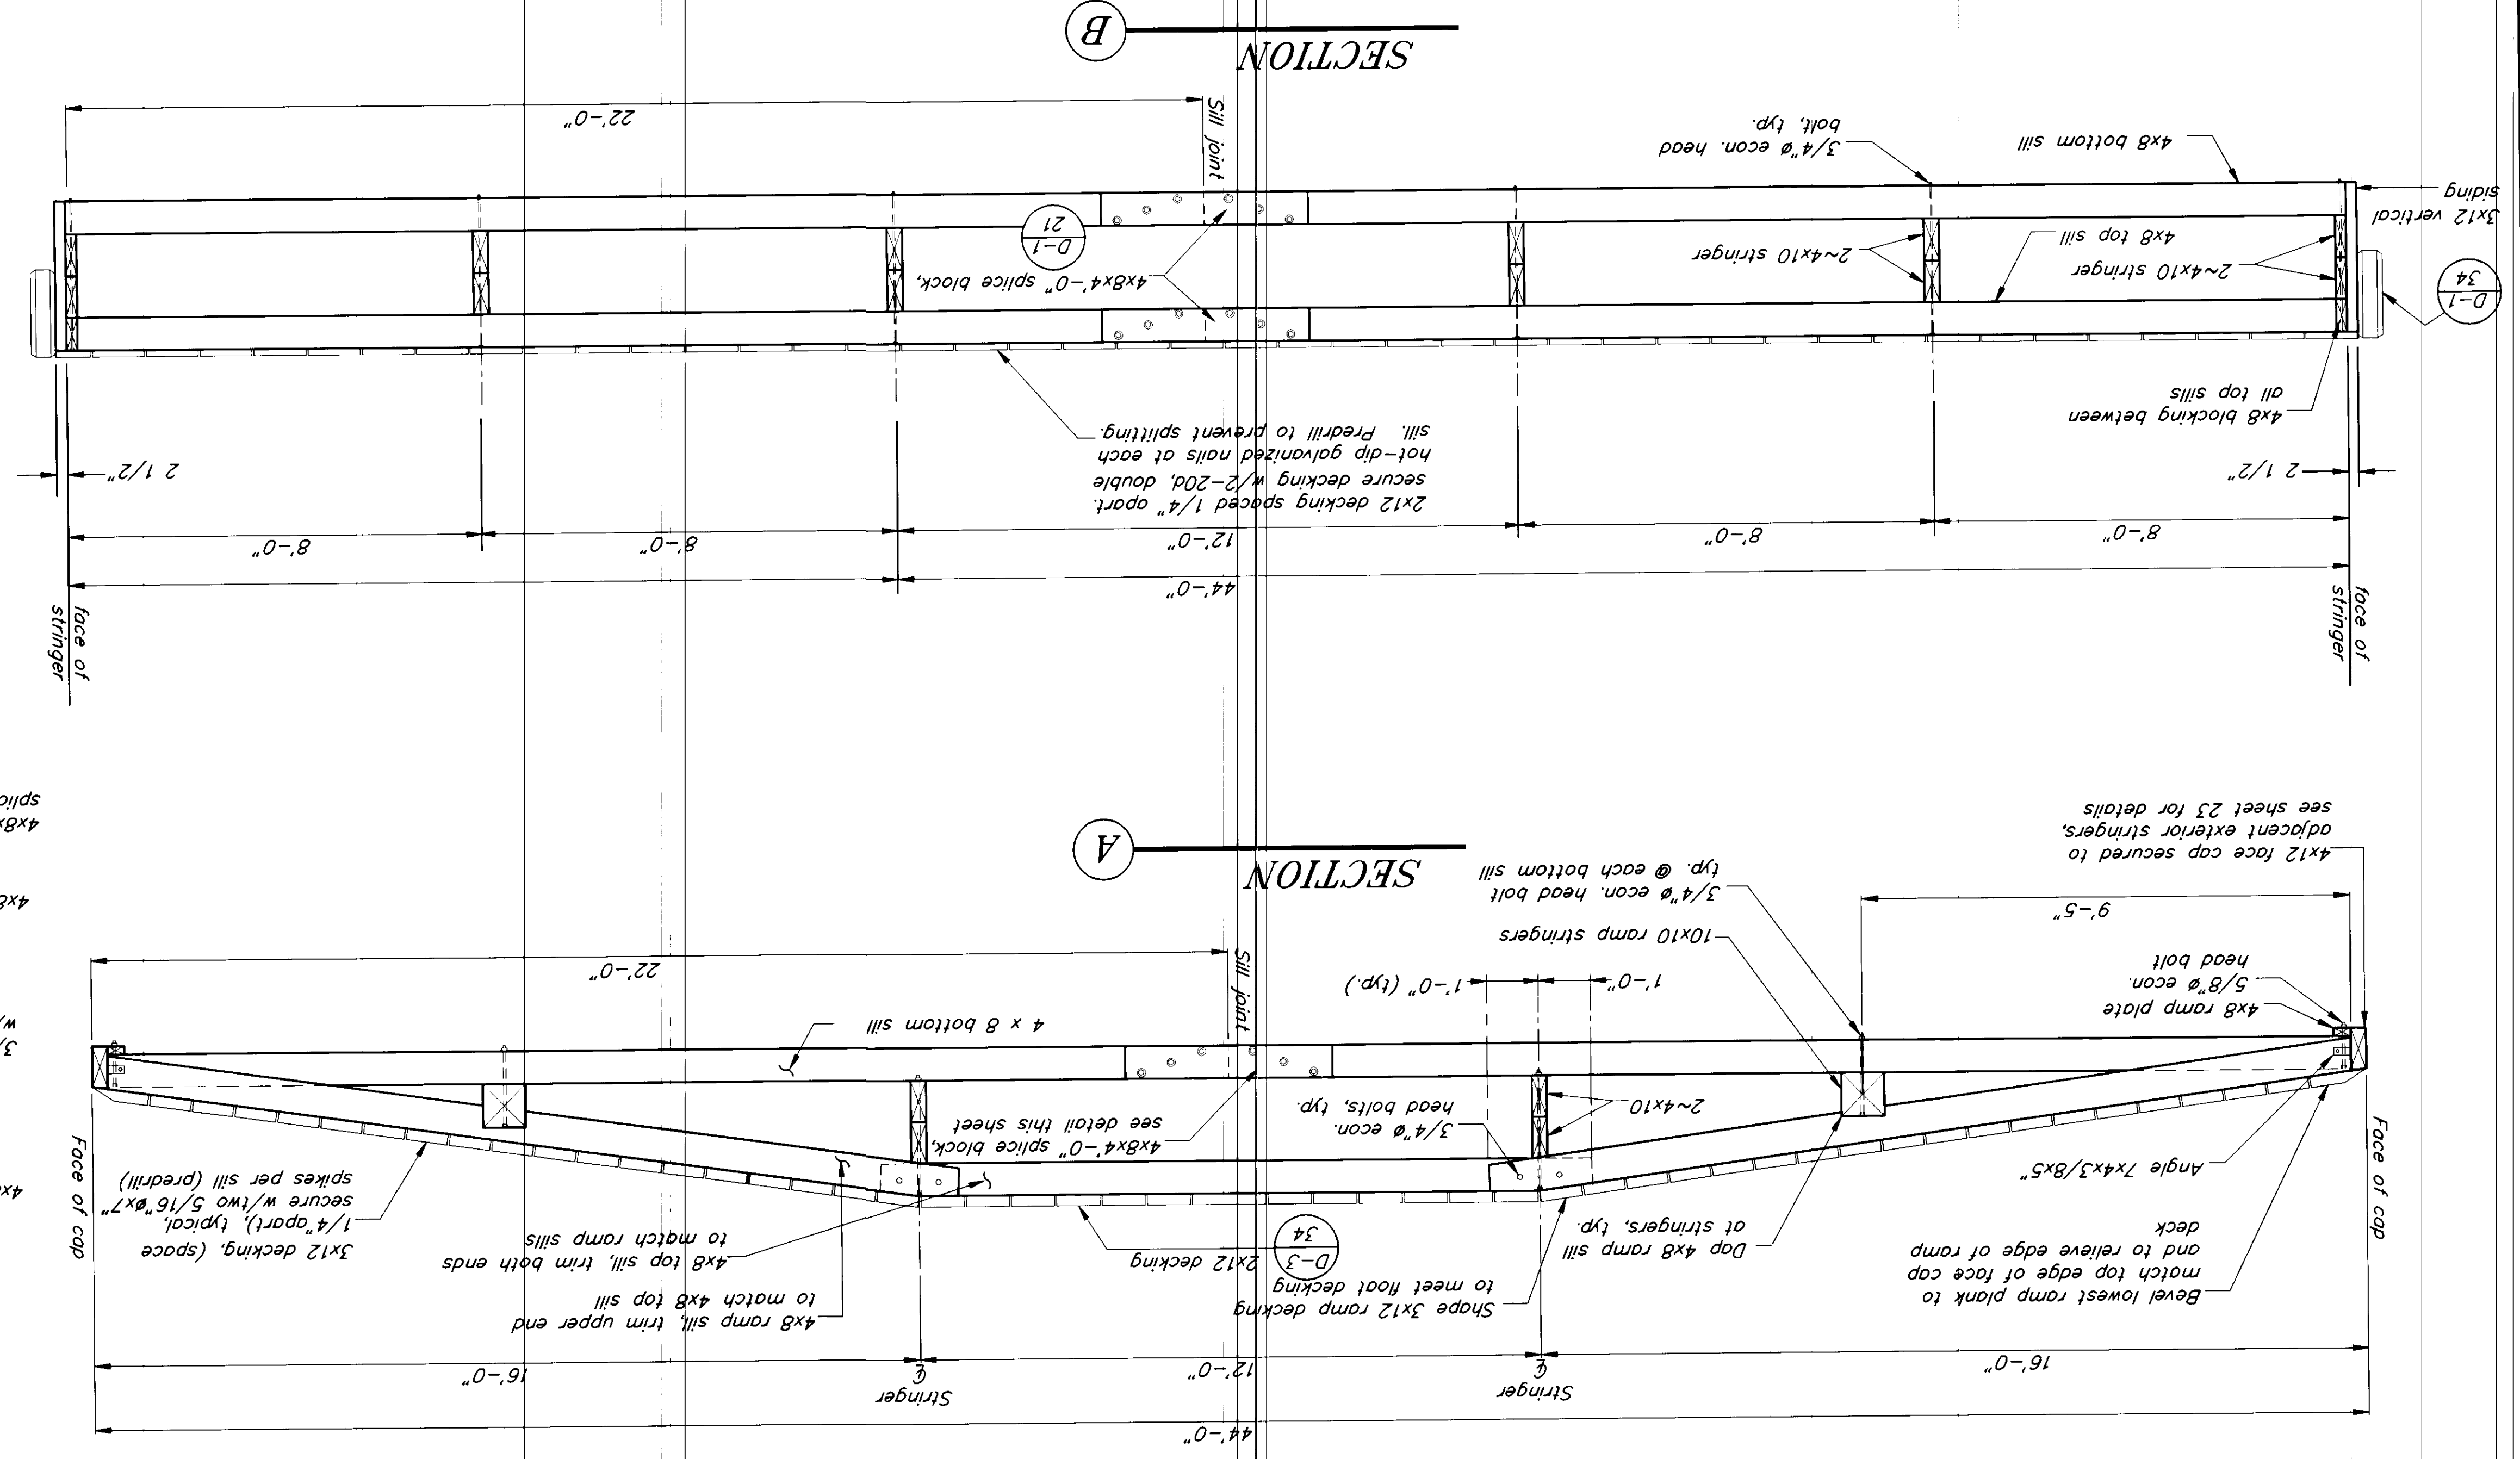 44'-0"
Stringer
Stringer
℄
℄
16'-0"
12'-0"
16'-0"
Bevel lowest ramp plank to
match top edge of face cap
and to relieve edge of ramp
deck
Shape 3x12 ramp decking
to meet float decking
4x8 ramp sill, trim upper end
to match 4x8 top sill
Dap 4x8 ramp sill
at stringers, typ.
D-3
34
2x12 decking
4x8 top sill, trim both ends
to match ramp sills
3x12 decking, (space
1/4" apart), typical,
secure w/two 5/16"øx7"
spikes per sill (predrill)
Face of cap
Angle 7x4x3/8x5"
2~4x10
3/4"ø econ.
head bolts, typ.
4x8x4'-0" splice block,
see detail this sheet
Face of cap
4x8 ramp plate
5/8"ø econ.
head bolt
1'-0"
1'-0" (typ.)
Sill joint
4 x 8 bottom sill
22'-0"
9'-5"
10x10 ramp stringers
3/4"ø econ. head bolt
typ. @ each bottom sill
4x12 face cap secured to
adjacent exterior stringers,
see sheet 23 for details
SECTION
A
face of
stringer
face of
stringer
44'-0"
8'-0"
8'-0"
12'-0"
8'-0"
8'-0"
2 1/2"
2x12 decking spaced 1/4" apart.
secure decking w/2-20d, double
hot-dip galvanized nails at each
sill. Predrill to prevent splitting.
2 1/2"
4x8 blocking between
all top sills
D-1
34
2~4x10 stringer
4x8 top sill
2~4x10 stringer
4x8x4'-0" splice block,
D-1
21
3x12 vertical
siding
4x8 bottom sill
3/4"ø econ. head
bolt, typ.
Sill joint
22'-0"
SECTION
B